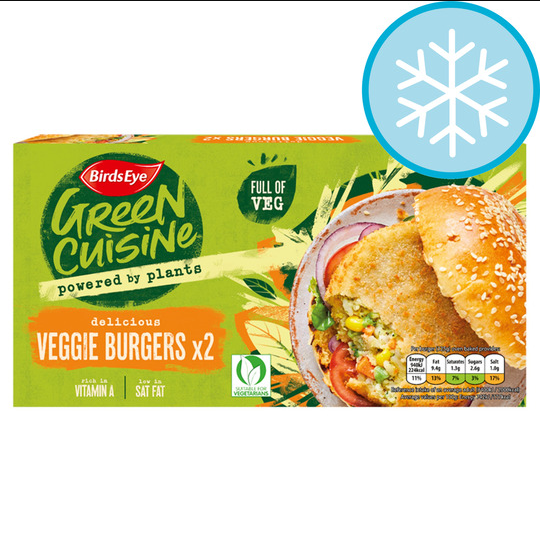 VEGGIE BURGERS x2
Birds Eye
GREEN
CUISINE
powered by plants
FULL OF
VEG
delicious
VEGGIE BURGERS x2
rich in
VITAMIN A
low in
SAT FAT
SUITABLE FOR
VEGETARIANS
Energy Fat Saturates Sugars Salt
940kJ 9.4g 1.3g 2.6g 1.0g
224kcal
11% 13% 7% 3% 17%